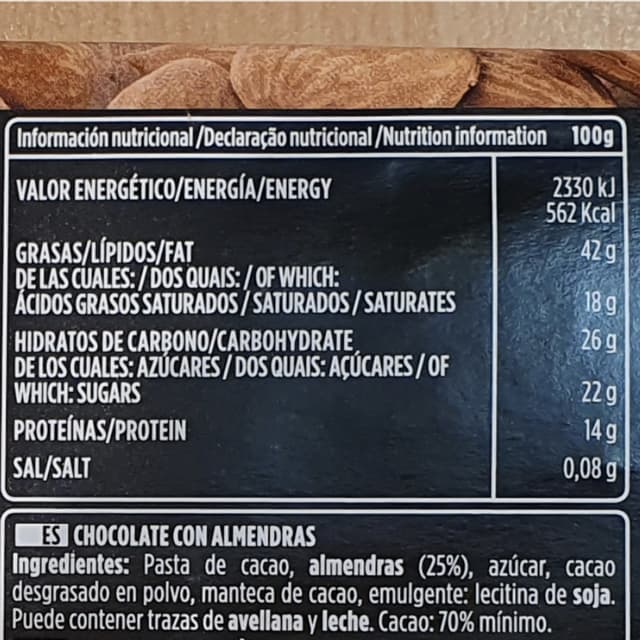 Información nutricional /Declaração nutricional /Nutrition information 100g
VALOR ENERGÉTICO/ENERGÍA/ENERGY 2330 kJ
562 Kcal
GRASAS/LÍPIDOS/FAT 42 g
DE LAS CUALES: / DOS QUAIS: / OF WHICH:
ÁCIDOS GRASOS SATURADOS / SATURADOS / SATURATES 18 g
HIDRATOS DE CARBONO/CARBOHYDRATE 26 g
DE LOS CUALES: AZÚCARES / DOS QUAIS: AÇÚCARES / OF
WHICH: SUGARS 22 g
PROTEÍNAS/PROTEIN 14 g
SAL/SALT 0,08 g
ES CHOCOLATE CON ALMENDRAS
Ingredientes: Pasta de cacao, almendras (25%), azúcar, cacao
desgrasado en polvo, manteca de cacao, emulgente: lecitina de soja.
Puede contener trazas de avellana y leche. Cacao: 70% mínimo.